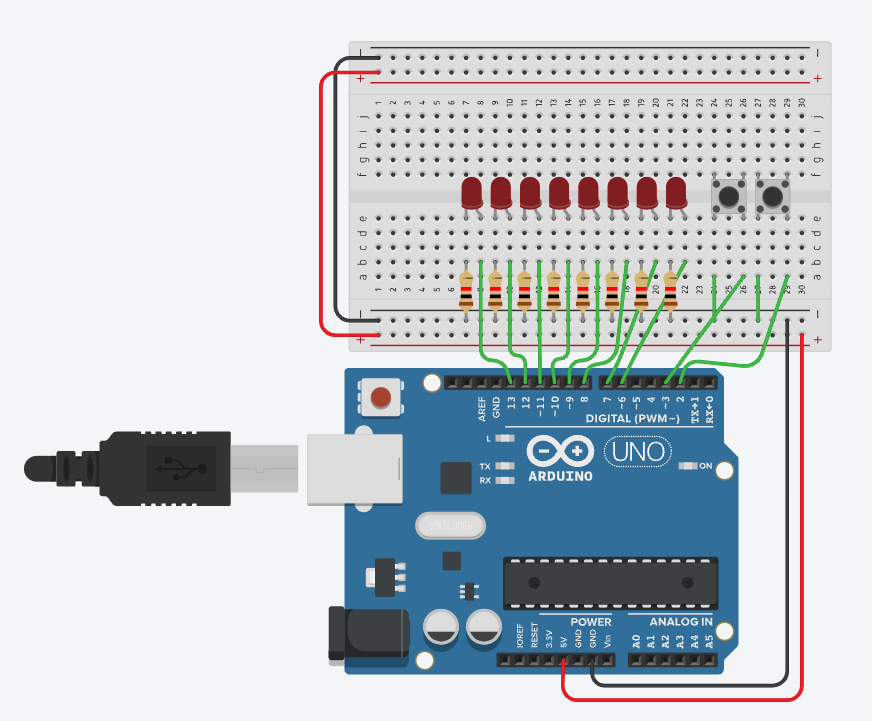 − −
+ +
1 2 3 4 5 6 7 8 9 10 11 12 13 14 15 16 17 18 19 20 21 22 23 24 25 26 27 28 29 30
j j
i i
h h
g g
f f
e e
d d
c c
b b
a a
1 2 3 4 5 6 7 8 9 10 11 12 13 14 15 16 17 18 19 20 21 22 23 24 25 26 27 28 29 30
− −
+ +
AREF GND 13 12 ~11 ~10 ~9 8 7 ~6 ~5 4 ~3 2 TX→1 RX←0
DIGITAL (PWM~)
L
TX
RX
UNO
ON
ARDUINO
POWER ANALOG IN
IOREF RESET 3.3V 5V GND GND Vin A0 A1 A2 A3 A4 A5